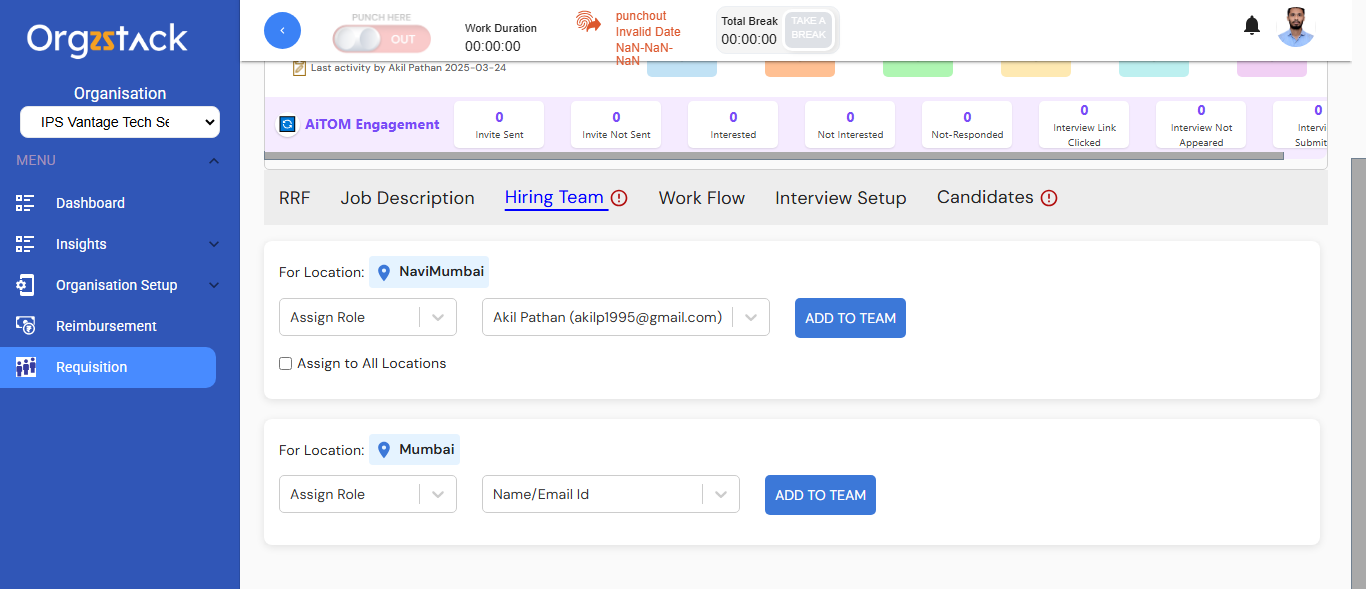 Orgzstack
Organisation
IPS Vantage Tech Se
MENU
Dashboard
Insights
Organisation Setup
Reimbursement
Requisition
PUNCH HERE
OUT
Work Duration
00:00:00
punchout
Invalid Date
NaN-NaN-
NaN
Total Break
00:00:00
TAKE A
BREAK
Last activity by Akil Pathan 2025-03-24
AiTOM Engagement
0
Invite Sent
0
Invite Not Sent
0
Interested
0
Not Interested
0
Not-Responded
0
Interview Link
Clicked
0
Interview Not
Appeared
0
Intervi
Submit
RRF
Job Description
Hiring Team
Work Flow
Interview Setup
Candidates
For Location: NaviMumbai
Assign Role
Akil Pathan (akilp1995@gmail.com)
ADD TO TEAM
Assign to All Locations
For Location: Mumbai
Assign Role
Name/Email Id
ADD TO TEAM